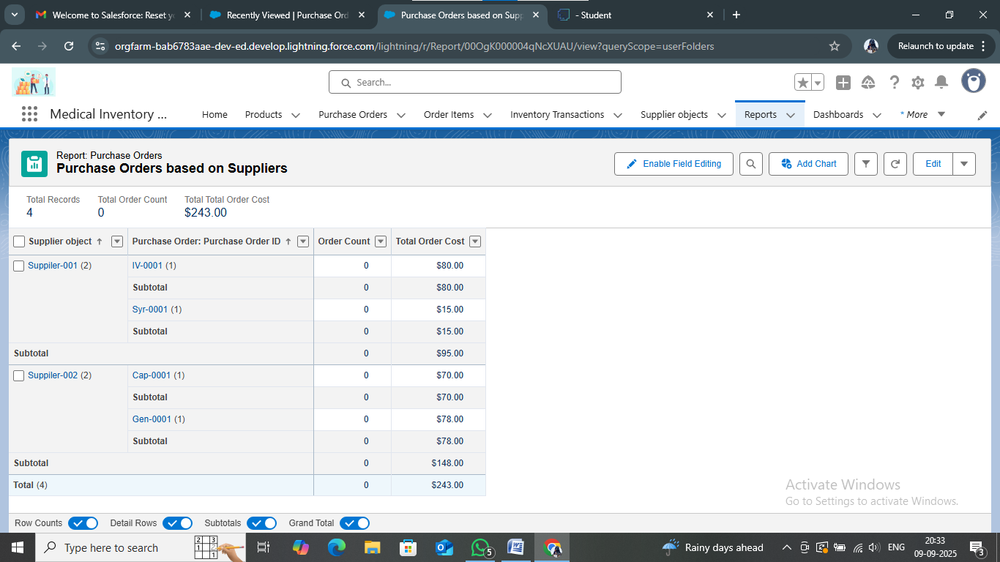 Welcome to Salesforce: Reset y
Recently Viewed | Purchase Ord
Purchase Orders based on Supp
- Student
orgfarm-bab6783aae-dev-ed.develop.lightning.force.com/lightning/r/Report/00OgK000004qNcXUAU/view?queryScope=userFolders
Relaunch to update
Search...
Medical Inventory ...
Home
Products
Purchase Orders
Order Items
Inventory Transactions
Supplier objects
Reports
Dashboards
* More
Report: Purchase Orders
Purchase Orders based on Suppliers
Enable Field Editing
Add Chart
Edit
Total Records Total Order Count Total Total Order Cost
4 0 $243.00
Supplier object ↑ Purchase Order: Purchase Order ID ↑ Order Count Total Order Cost
Suppiler-001 (2) IV-0001 (1) 0 $80.00
Subtotal 0 $80.00
Syr-0001 (1) 0 $15.00
Subtotal 0 $15.00
Subtotal 0 $95.00
Suppiler-002 (2) Cap-0001 (1) 0 $70.00
Subtotal 0 $70.00
Gen-0001 (1) 0 $78.00
Subtotal 0 $78.00
Subtotal 0 $148.00
Total (4) 0 $243.00
Activate Windows
Go to Settings to activate Windows.
Row Counts Detail Rows Subtotals Grand Total
Type here to search
2 3
1 2
1
5
Rainy days ahead
ENG
20:33
09-09-2025
3